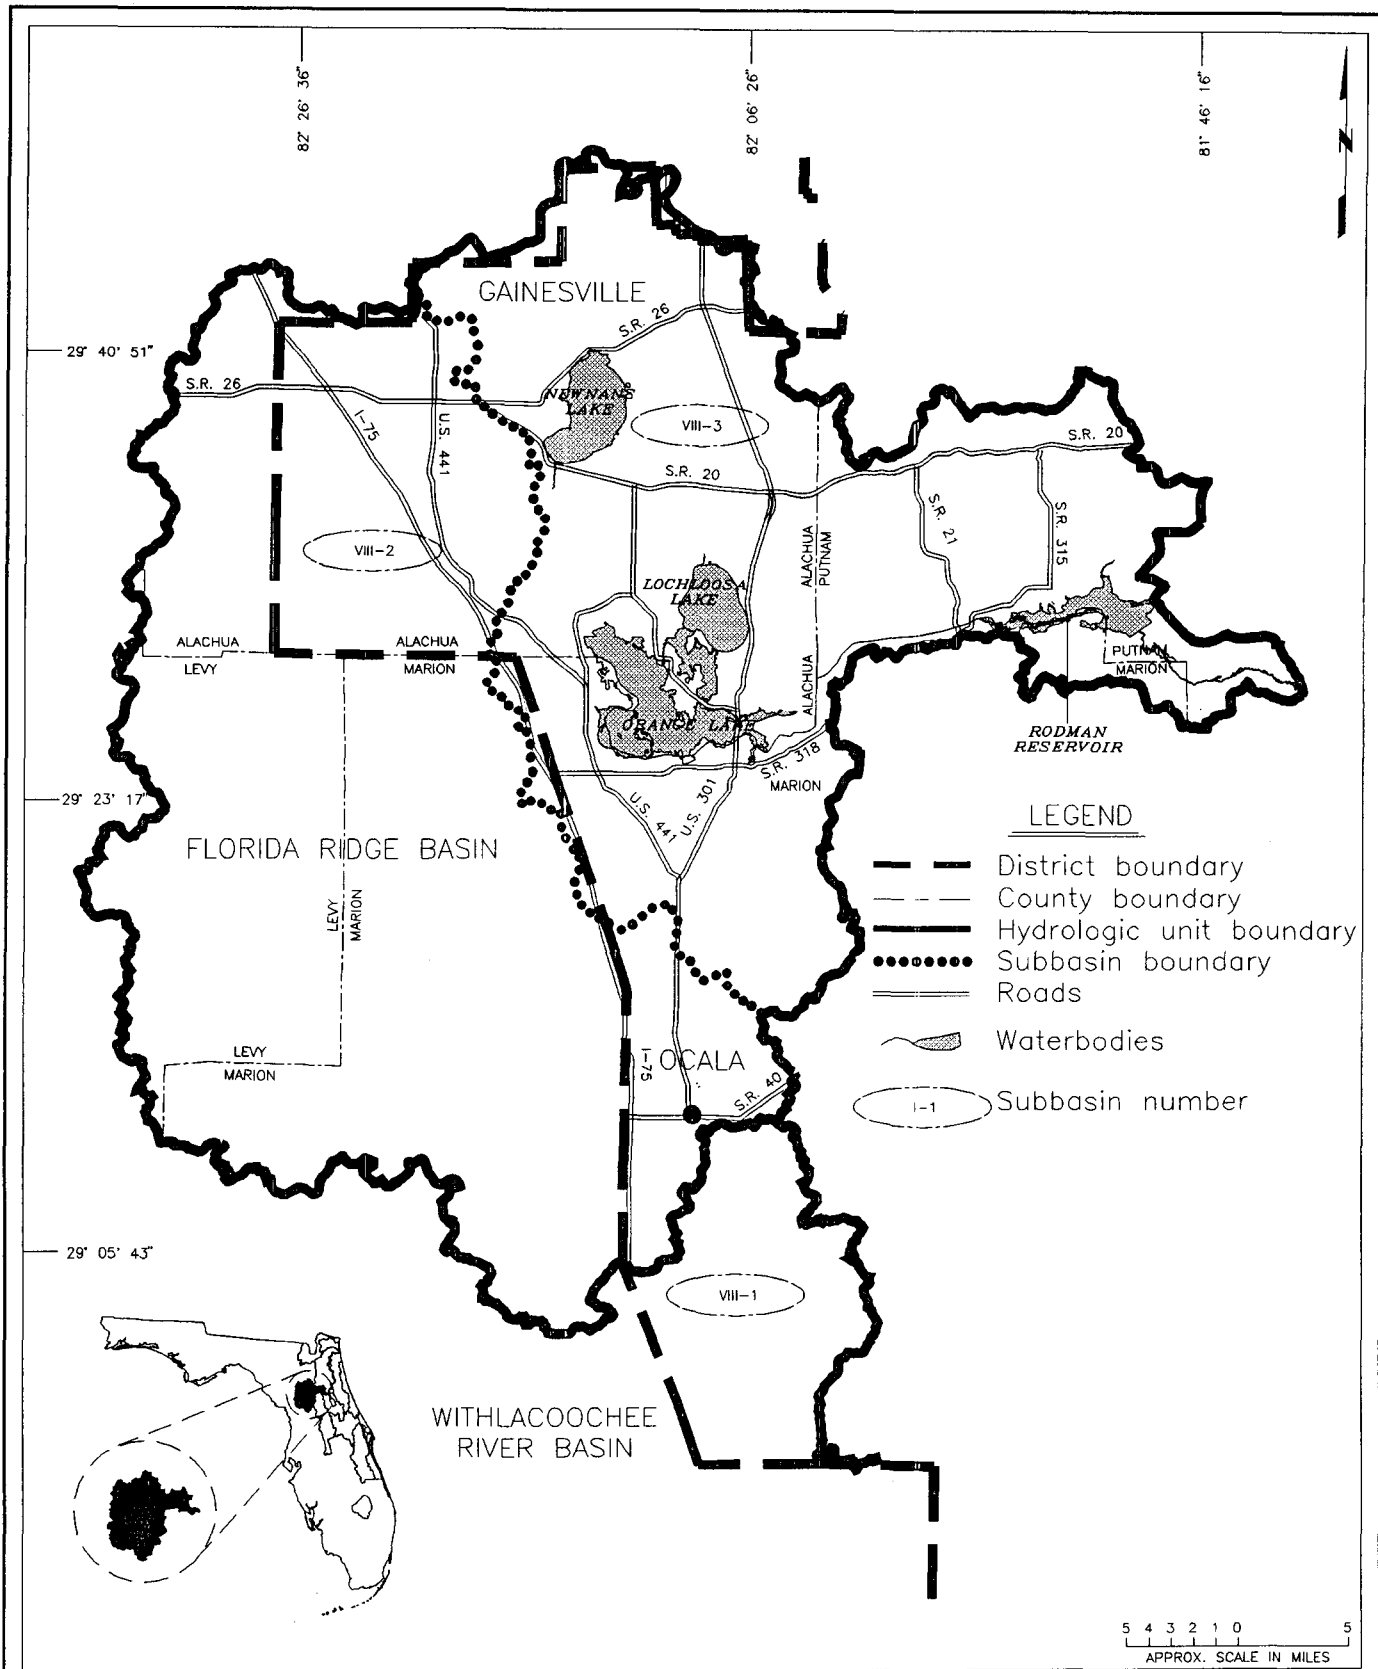 82° 26' 36"
82° 06' 26"
81° 46' 16"
N
GAINESVILLE
S.R. 26
29° 40' 51"
S.R. 26
NEWNANS
LAKE
I-75
U.S. 441
VIII-3
S.R. 20
S.R. 20
S.R. 21
S.R. 315
VIII-2
ALACHUA
PUTNAM
LOCHLOOSA
LAKE
ALACHUA
LEVY
ALACHUA
MARION
ALACHUA
PUTNAM
MARION
ORANGE LAKE
RODMAN
RESERVOIR
S.R. 318
MARION
29° 23' 17"
U.S. 441
U.S. 301
FLORIDA RIDGE BASIN
LEVY
MARION
LEGEND
District boundary
County boundary
Hydrologic unit boundary
Subbasin boundary
Roads
Waterbodies
I-1
Subbasin number
LEVY
MARION
I-75
OCALA
S.R. 40
29° 05' 43"
VIII-1
WITHLACOOCHEE
RIVER BASIN
5 4 3 2 1 0 5
APPROX. SCALE IN MILES